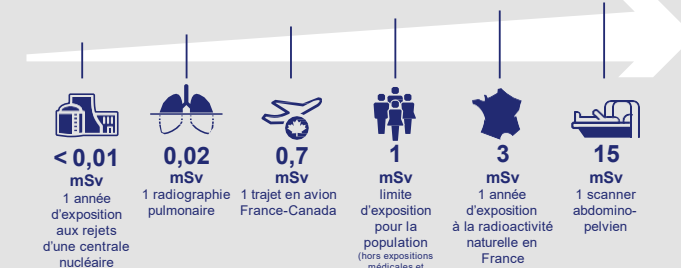 < 0,01
mSv
1 année
d'exposition
aux rejets
d'une centrale
nucléaire
0,02
mSv
1 radiographie
pulmonaire
0,7
mSv
1 trajet en avion
France-Canada
1
mSv
limite
d'exposition
pour la
population
(hors expositions
médicales et
3
mSv
1 année
d'exposition
à la radioactivité
naturelle en
France
15
mSv
1 scanner
abdomino-
pelvien